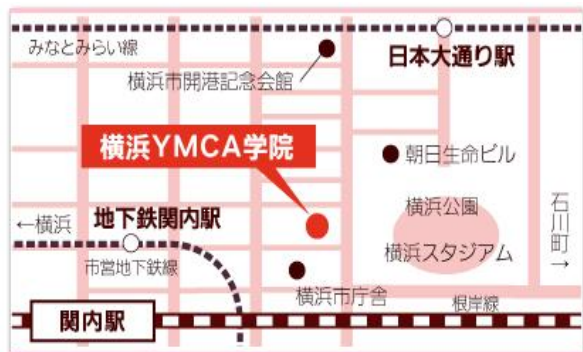 みなとみらい線
日本大通り駅
横浜市開港記念会館
横浜YMCA学院
朝日生命ビル
横浜公園
石川町→
←横浜
地下鉄関内駅
横浜スタジアム
市営地下鉄線
横浜市庁舎
根岸線
関内駅